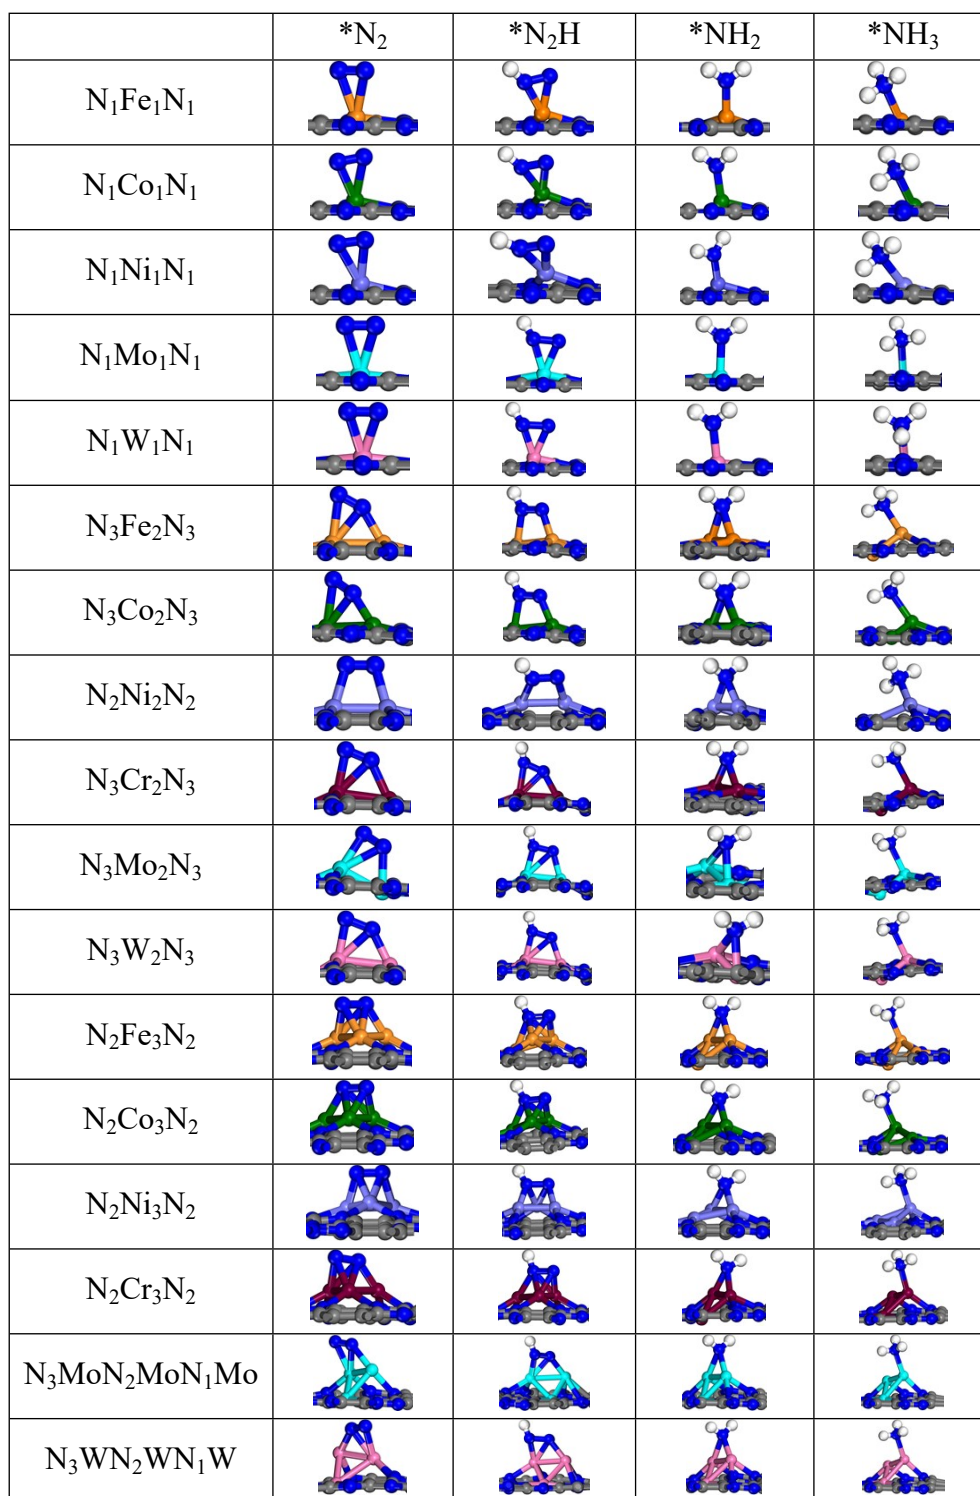 *N₂ *N₂H *NH₂ *NH₃
N₁Fe₁N₁
N₁Co₁N₁
N₁Ni₁N₁
N₁Mo₁N₁
N₁W₁N₁
N₃Fe₂N₃
N₃Co₂N₃
N₂Ni₂N₂
N₃Cr₂N₃
N₃Mo₂N₃
N₃W₂N₃
N₂Fe₃N₂
N₂Co₃N₂
N₂Ni₃N₂
N₂Cr₃N₂
N₃MoN₂MoN₁Mo
N₃WN₂WN₁W